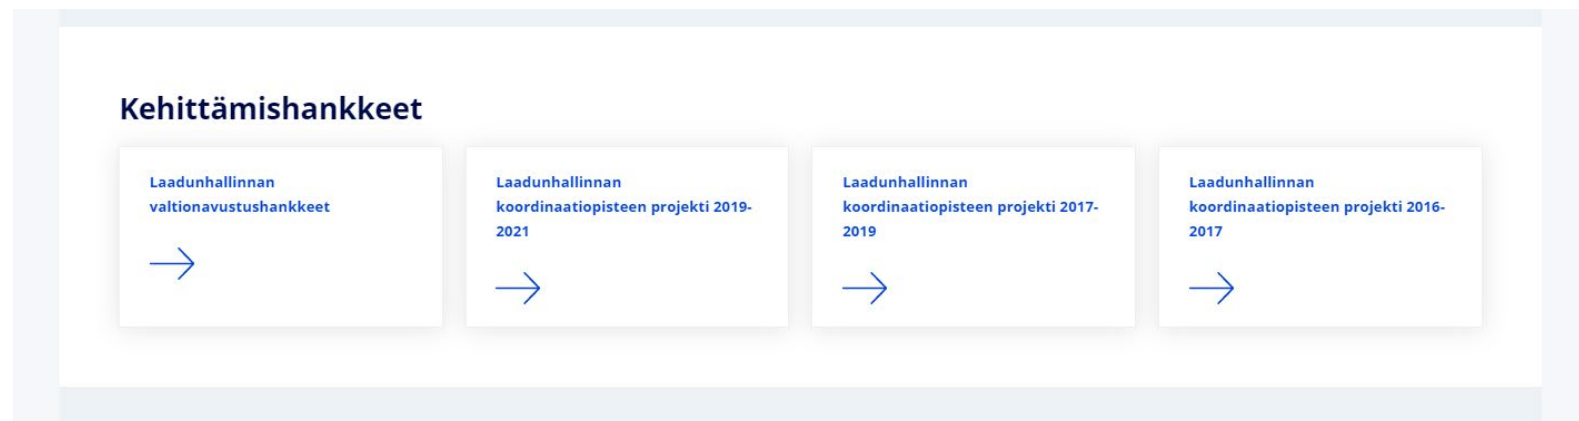 Kehittämishankkeet
Laadunhallinnan
valtionavustushankkeet
Laadunhallinnan
koordinaatiopisteen projekti 2019-
2021
Laadunhallinnan
koordinaatiopisteen projekti 2017-
2019
Laadunhallinnan
koordinaatiopisteen projekti 2016-
2017